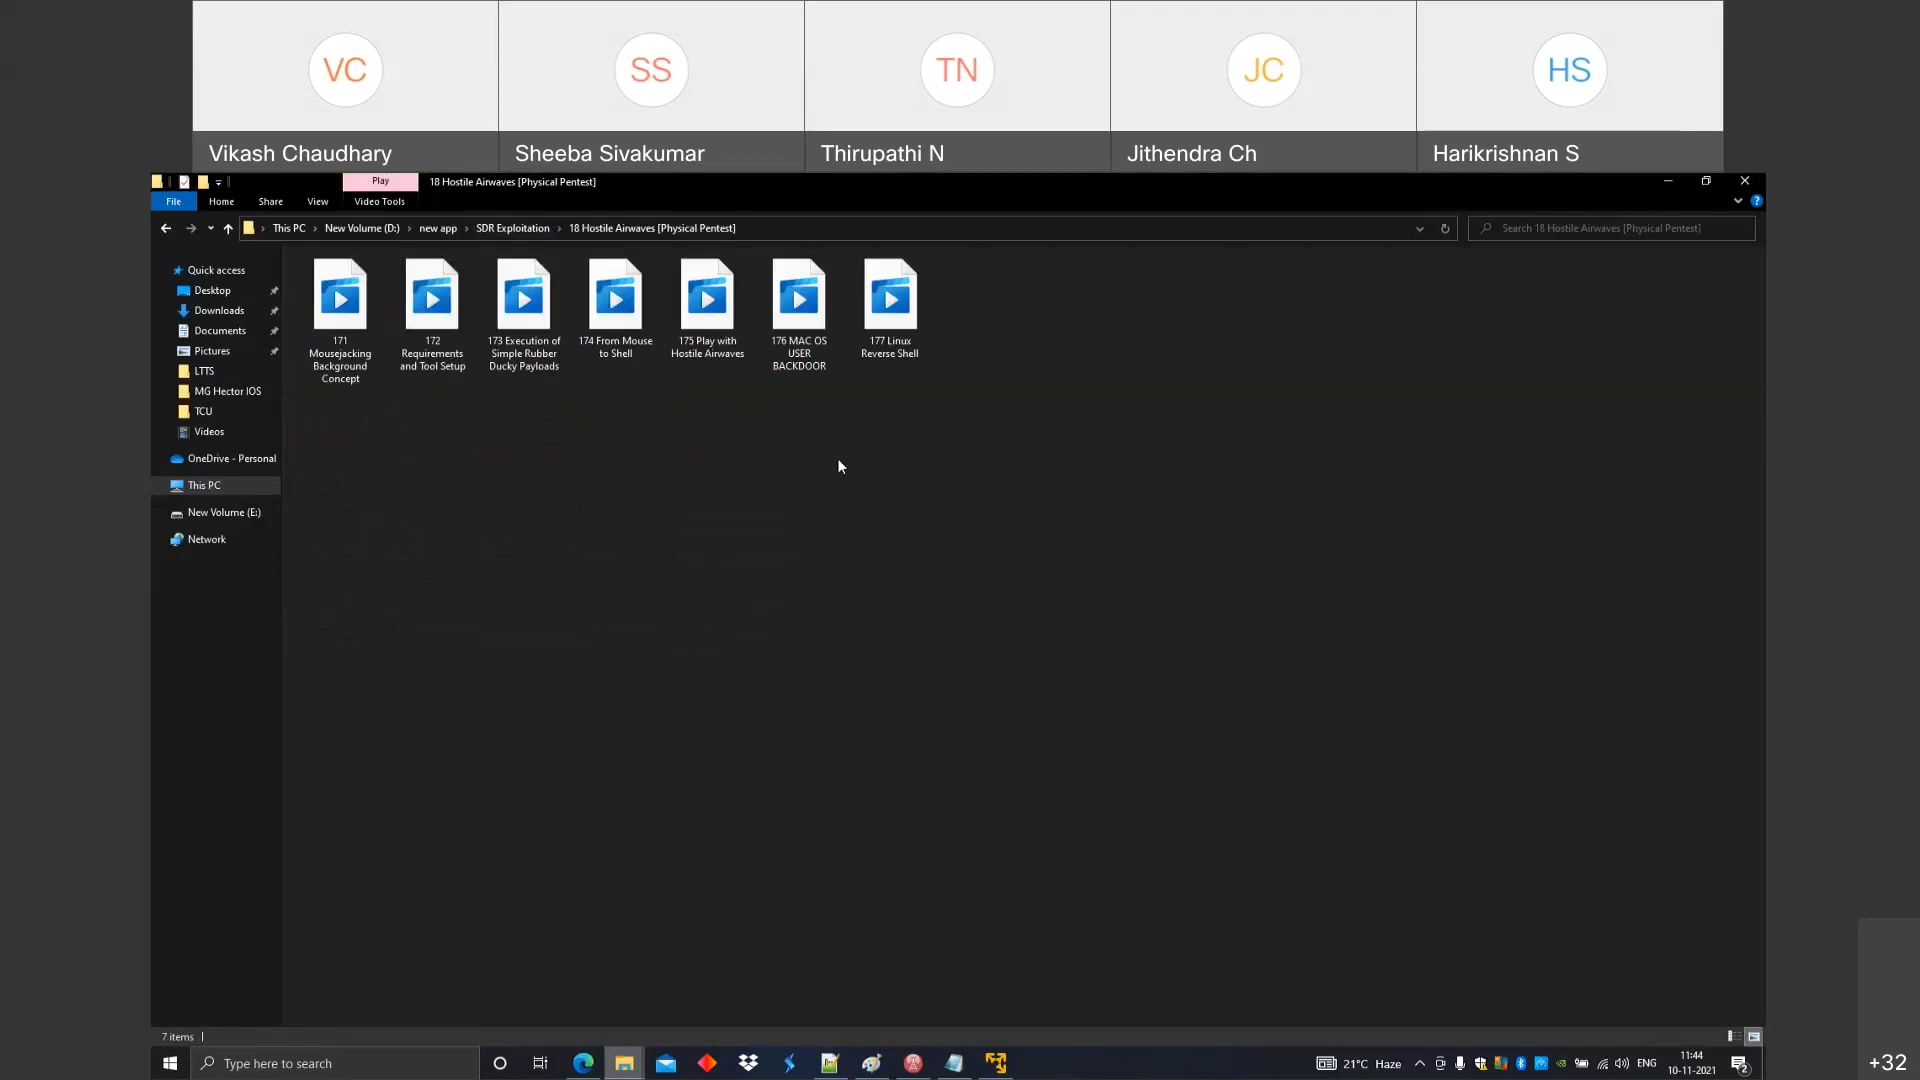 VC
SS
TN
JC
HS
Vikash Chaudhary
Sheeba Sivakumar
Thirupathi N
Jithendra Ch
Harikrishnan S
Play
18 Hostile Airwaves [Physical Pentest]
File
Home
Share
View
Video Tools
?
This PC › New Volume (D:) › new app › SDR Exploitation › 18 Hostile Airwaves [Physical Pentest]
Search 18 Hostile Airwaves [Physical Pentest]
Quick access
Desktop
Downloads
Documents
Pictures
LTTS
MG Hector IOS
TCU
Videos
OneDrive - Personal
This PC
New Volume (E:)
Network
171
Mousejacking
Background
Concept
172
Requirements
and Tool Setup
173 Execution of
Simple Rubber
Ducky Payloads
174 From Mouse
to Shell
175 Play with
Hostile Airwaves
176 MAC OS
USER
BACKDOOR
177 Linux
Reverse Shell
7 items
Type here to search
21°C Haze
ENG
11:44
10-11-2021
2
+32